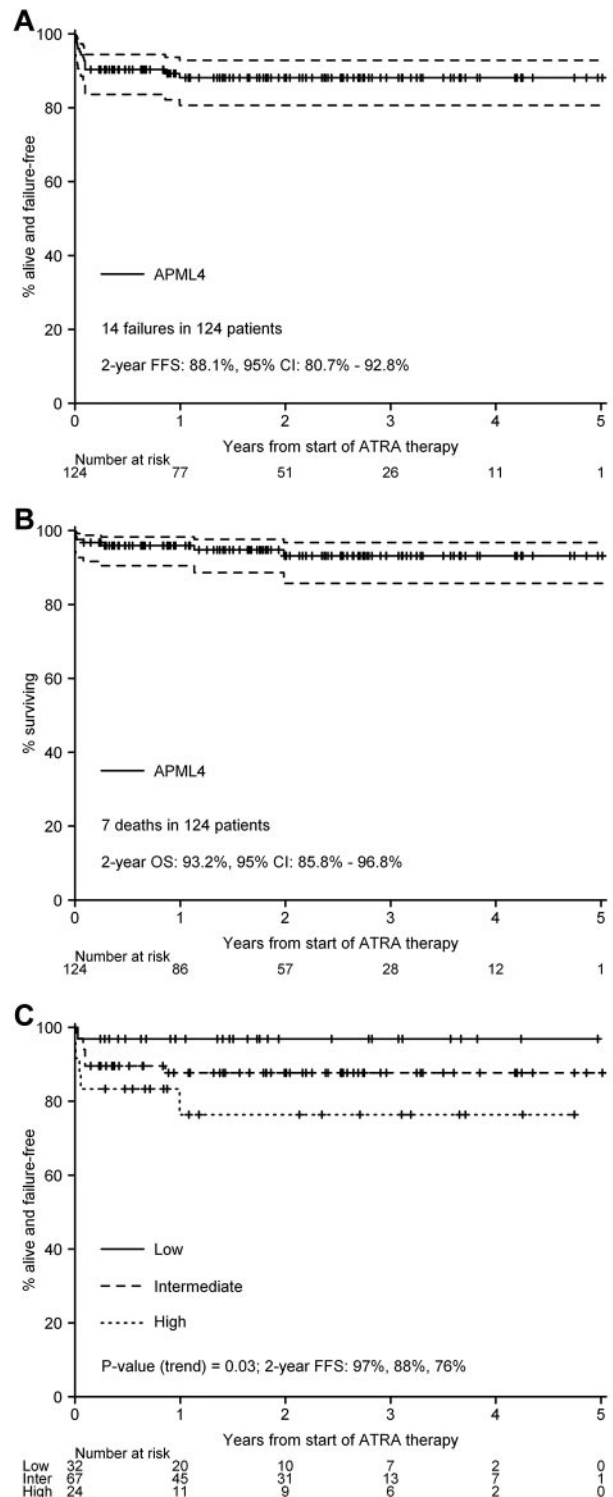 A
100
80
60
40
20
0
% alive and failure-free
APML4
14 failures in 124 patients
2-year FFS: 88.1%, 95% CI: 80.7% - 92.8%
0 1 2 3 4 5
Years from start of ATRA therapy
Number at risk
124 77 51 26 11 1
B
100
80
60
40
20
0
% surviving
APML4
7 deaths in 124 patients
2-year OS: 93.2%, 95% CI: 85.8% - 96.8%
0 1 2 3 4 5
Years from start of ATRA therapy
Number at risk
124 86 57 28 12 1
C
100
80
60
40
20
0
% alive and failure-free
Low
Intermediate
High
P-value (trend) = 0.03; 2-year FFS: 97%, 88%, 76%
0 1 2 3 4 5
Years from start of ATRA therapy
Number at risk
Low 32 20 10 7 2 0
Inter 67 45 31 13 7 1
High 24 11 9 6 2 0